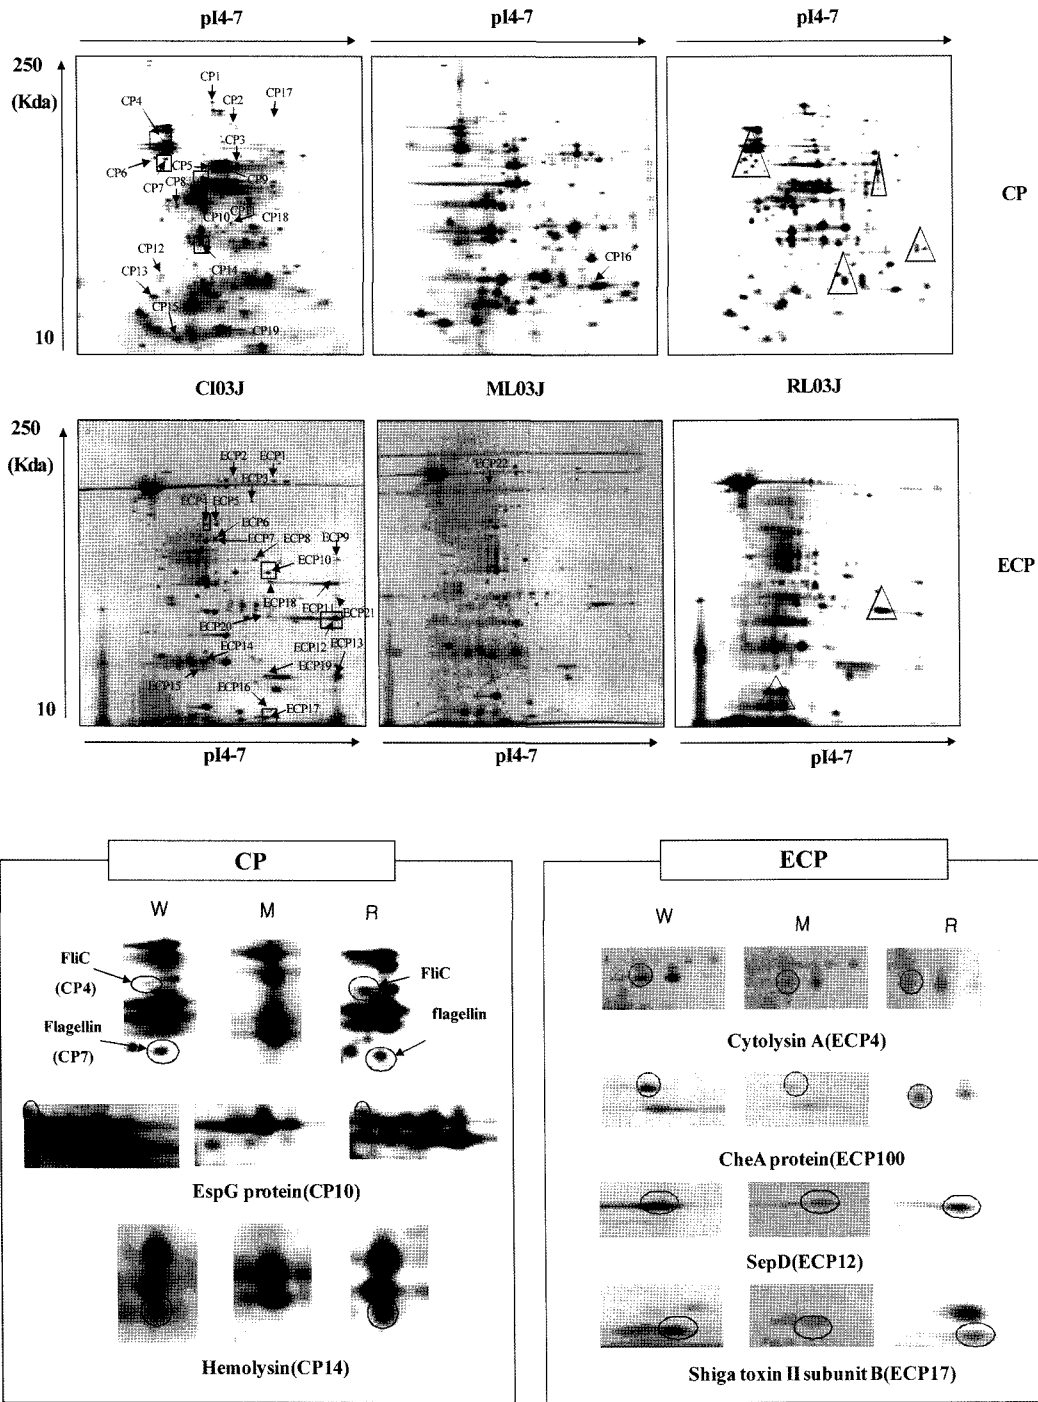 pI4-7
pI4-7
pI4-7
250
(Kda)
10
CP1
CP2
CP17
CP4
CP3
CP6
CP5
CP9
CP7
CP8
CP10
CP18
CP12
CP13
CP14
CP15
CP19
CP16
CP
CI03J
ML03J
RL03J
250
(Kda)
10
ECP2
ECP1
ECP3
ECP4
ECP5
ECP6
ECP7
ECP8
ECP9
ECP10
ECP18
ECP11
ECP21
ECP20
ECP12
ECP13
ECP14
ECP19
ECP15
ECP16
ECP17
ECP22
ECP
pI4-7
pI4-7
pI4-7
CP
W M R
FliC
(CP4)
FliC
Flagellin
(CP7)
flagellin
EspG protein(CP10)
Hemolysin(CP14)
ECP
W M R
Cytolysin A(ECP4)
CheA protein(ECP100
SepD(ECP12)
Shiga toxin II subunit B(ECP17)